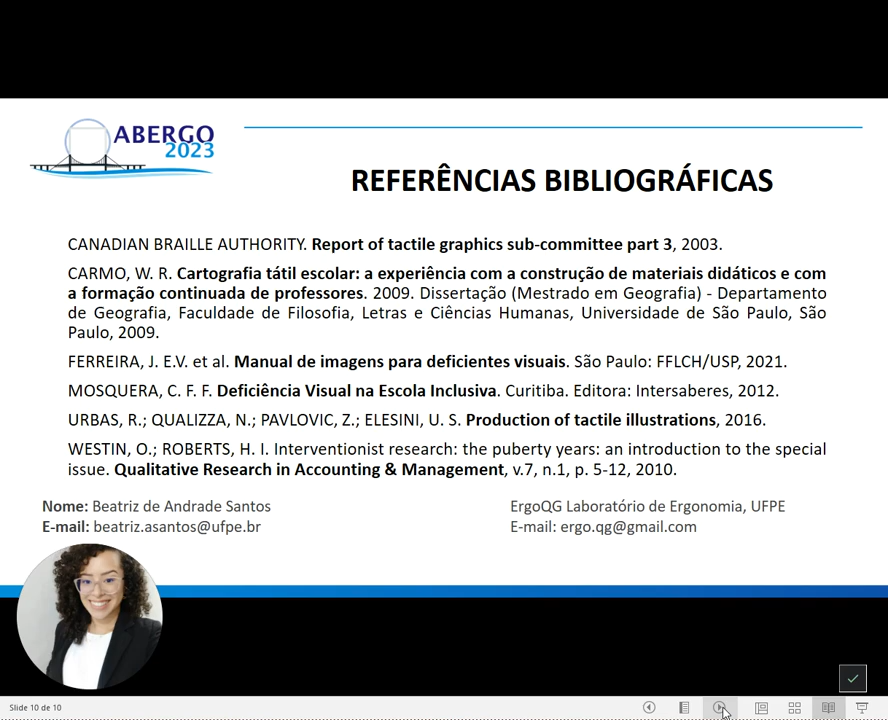 ABERGO
2023
REFERÊNCIAS BIBLIOGRÁFICAS
CANADIAN BRAILLE AUTHORITY. Report of tactile graphics sub-committee part 3, 2003.
CARMO, W. R. Cartografia tátil escolar: a experiência com a construção de materiais didáticos e com
a formação continuada de professores. 2009. Dissertação (Mestrado em Geografia) - Departamento
de Geografia, Faculdade de Filosofia, Letras e Ciências Humanas, Universidade de São Paulo, São
Paulo, 2009.
FERREIRA, J. E.V. et al. Manual de imagens para deficientes visuais. São Paulo: FFLCH/USP, 2021.
MOSQUERA, C. F. F. Deficiência Visual na Escola Inclusiva. Curitiba. Editora: Intersaberes, 2012.
URBAS, R.; QUALIZZA, N.; PAVLOVIC, Z.; ELESINI, U. S. Production of tactile illustrations, 2016.
WESTIN, O.; ROBERTS, H. I. Interventionist research: the puberty years: an introduction to the special
issue. Qualitative Research in Accounting & Management, v.7, n.1, p. 5-12, 2010.
Nome: Beatriz de Andrade Santos
E-mail: beatriz.asantos@ufpe.br
ErgoQG Laboratório de Ergonomia, UFPE
E-mail: ergo.qg@gmail.com
Slide 10 de 10